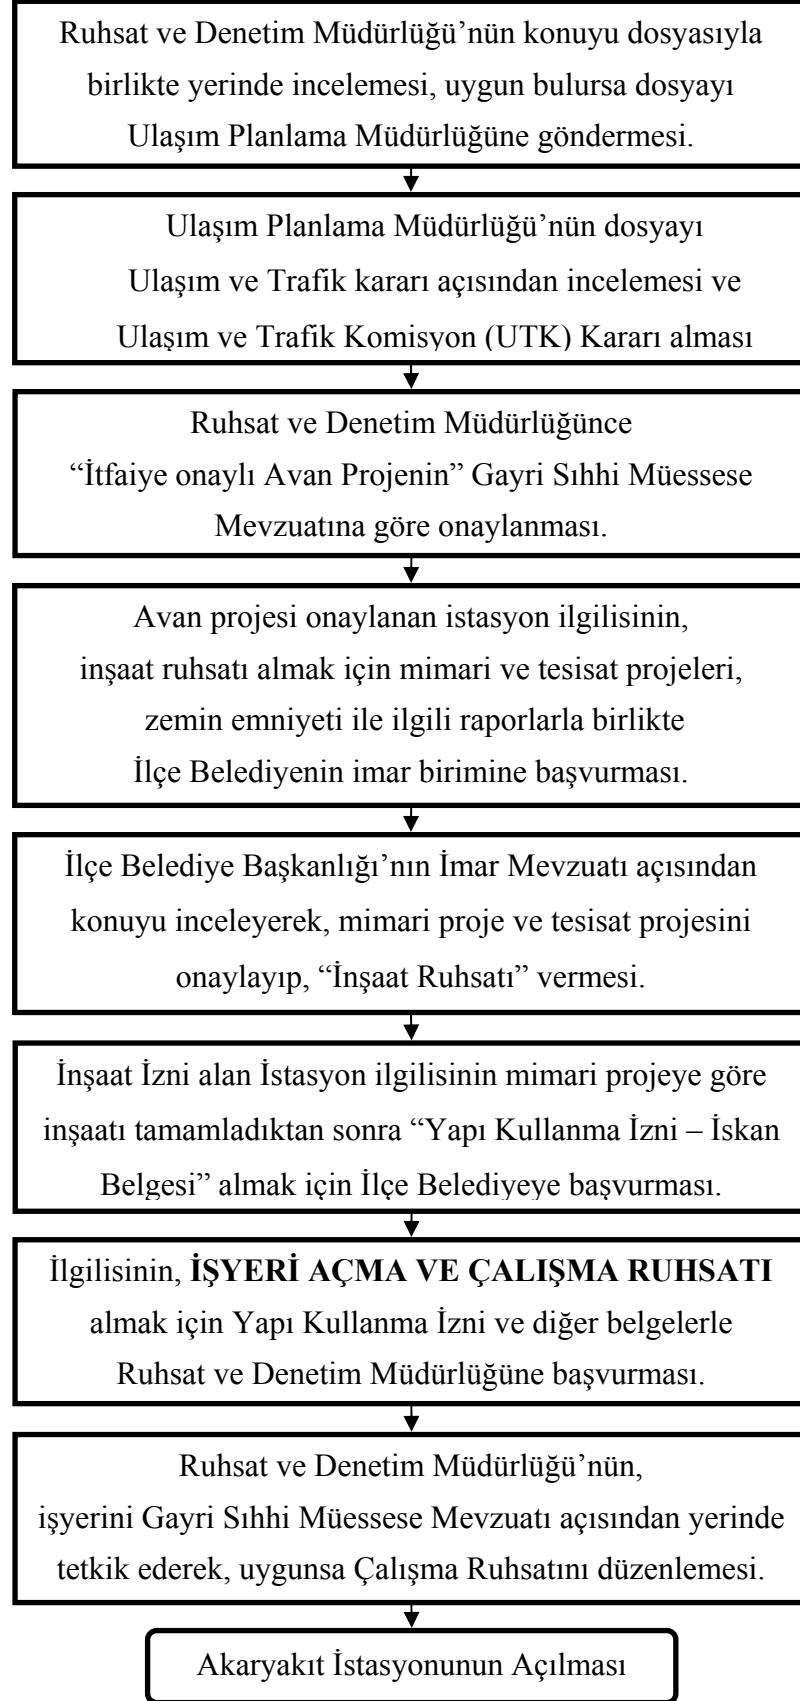 Ruhsat ve Denetim Müdürlüğü’nün konuyu dosyasıyla
birlikte yerinde incelemesi, uygun bulursa dosyayı
Ulaşım Planlama Müdürlüğüne göndermesi.
Ulaşım Planlama Müdürlüğü’nün dosyayı
Ulaşım ve Trafik kararı açısından incelemesi ve
Ulaşım ve Trafik Komisyon (UTK) Kararı alması
Ruhsat ve Denetim Müdürlüğünce
“İtfaiye onaylı Avan Projenin” Gayri Sıhhi Müessese
Mevzuatına göre onaylanması.
Avan projesi onaylanan istasyon ilgilisinin,
inşaat ruhsatı almak için mimari ve tesisat projeleri,
zemin emniyeti ile ilgili raporlarla birlikte
İlçe Belediyenin imar birimine başvurması.
İlçe Belediye Başkanlığı’nın İmar Mevzuatı açısından
konuyu inceleyerek, mimari proje ve tesisat projesini
onaylayıp, “İnşaat Ruhsatı” vermesi.
İnşaat İzni alan İstasyon ilgilisinin mimari projeye göre
inşaatı tamamladıktan sonra “Yapı Kullanma İzni – İskan
Belgesi” almak için İlçe Belediyeye başvurması.
İlgilisinin, İŞYERİ AÇMA VE ÇALIŞMA RUHSATI
almak için Yapı Kullanma İzni ve diğer belgelerle
Ruhsat ve Denetim Müdürlüğüne başvurması.
Ruhsat ve Denetim Müdürlüğü’nün,
işyerini Gayri Sıhhi Müessese Mevzuatı açısından yerinde
tetkik ederek, uygunsa Çalışma Ruhsatını düzenlemesi.
Akaryakıt İstasyonunun Açılması